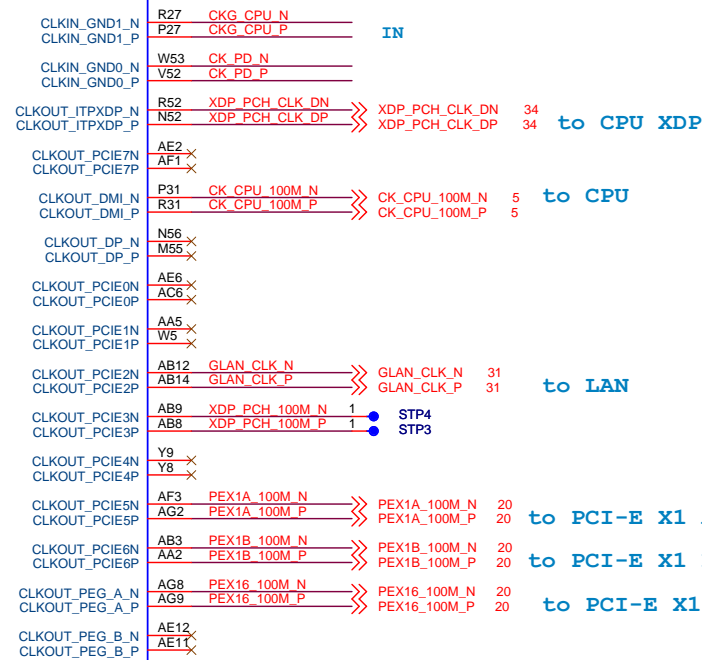 CLKIN_GND1_N R27 CKG_CPU_N
CLKIN_GND1_P P27 CKG_CPU_P IN
CLKIN_GND0_N W53 CK_PD_N
CLKIN_GND0_P V52 CK_PD_P
CLKOUT_ITPXDP_N R52 XDP_PCH_CLK_DN XDP_PCH_CLK_DN 34
CLKOUT_ITPXDP_P N52 XDP_PCH_CLK_DP XDP_PCH_CLK_DP 34 to CPU XDP
CLKOUT_PCIE7N AE2
CLKOUT_PCIE7P AF1
CLKOUT_DMI_N P31 CK_CPU_100M_N CK_CPU_100M_N 5 to CPU
CLKOUT_DMI_P R31 CK_CPU_100M_P CK_CPU_100M_P 5
CLKOUT_DP_N N56
CLKOUT_DP_P M55
CLKOUT_PCIE0N AE6
CLKOUT_PCIE0P AC6
CLKOUT_PCIE1N AA5
CLKOUT_PCIE1P W5
CLKOUT_PCIE2N AB12 GLAN_CLK_N GLAN_CLK_N 31
CLKOUT_PCIE2P AB14 GLAN_CLK_P GLAN_CLK_P 31 to LAN
CLKOUT_PCIE3N AB9 XDP_PCH_100M_N 1 STP4
CLKOUT_PCIE3P AB8 XDP_PCH_100M_P 1 STP3
CLKOUT_PCIE4N Y9
CLKOUT_PCIE4P Y8
CLKOUT_PCIE5N AF3 PEX1A_100M_N PEX1A_100M_N 20
CLKOUT_PCIE5P AG2 PEX1A_100M_P PEX1A_100M_P 20 to PCI-E X1
CLKOUT_PCIE6N AB3 PEX1B_100M_N PEX1B_100M_N 20
CLKOUT_PCIE6P AA2 PEX1B_100M_P PEX1B_100M_P 20 to PCI-E X1
CLKOUT_PEG_A_N AG8 PEX16_100M_N PEX16_100M_N 20
CLKOUT_PEG_A_P AG9 PEX16_100M_P PEX16_100M_P 20 to PCI-E X1
CLKOUT_PEG_B_N AE12
CLKOUT_PEG_B_P AE11